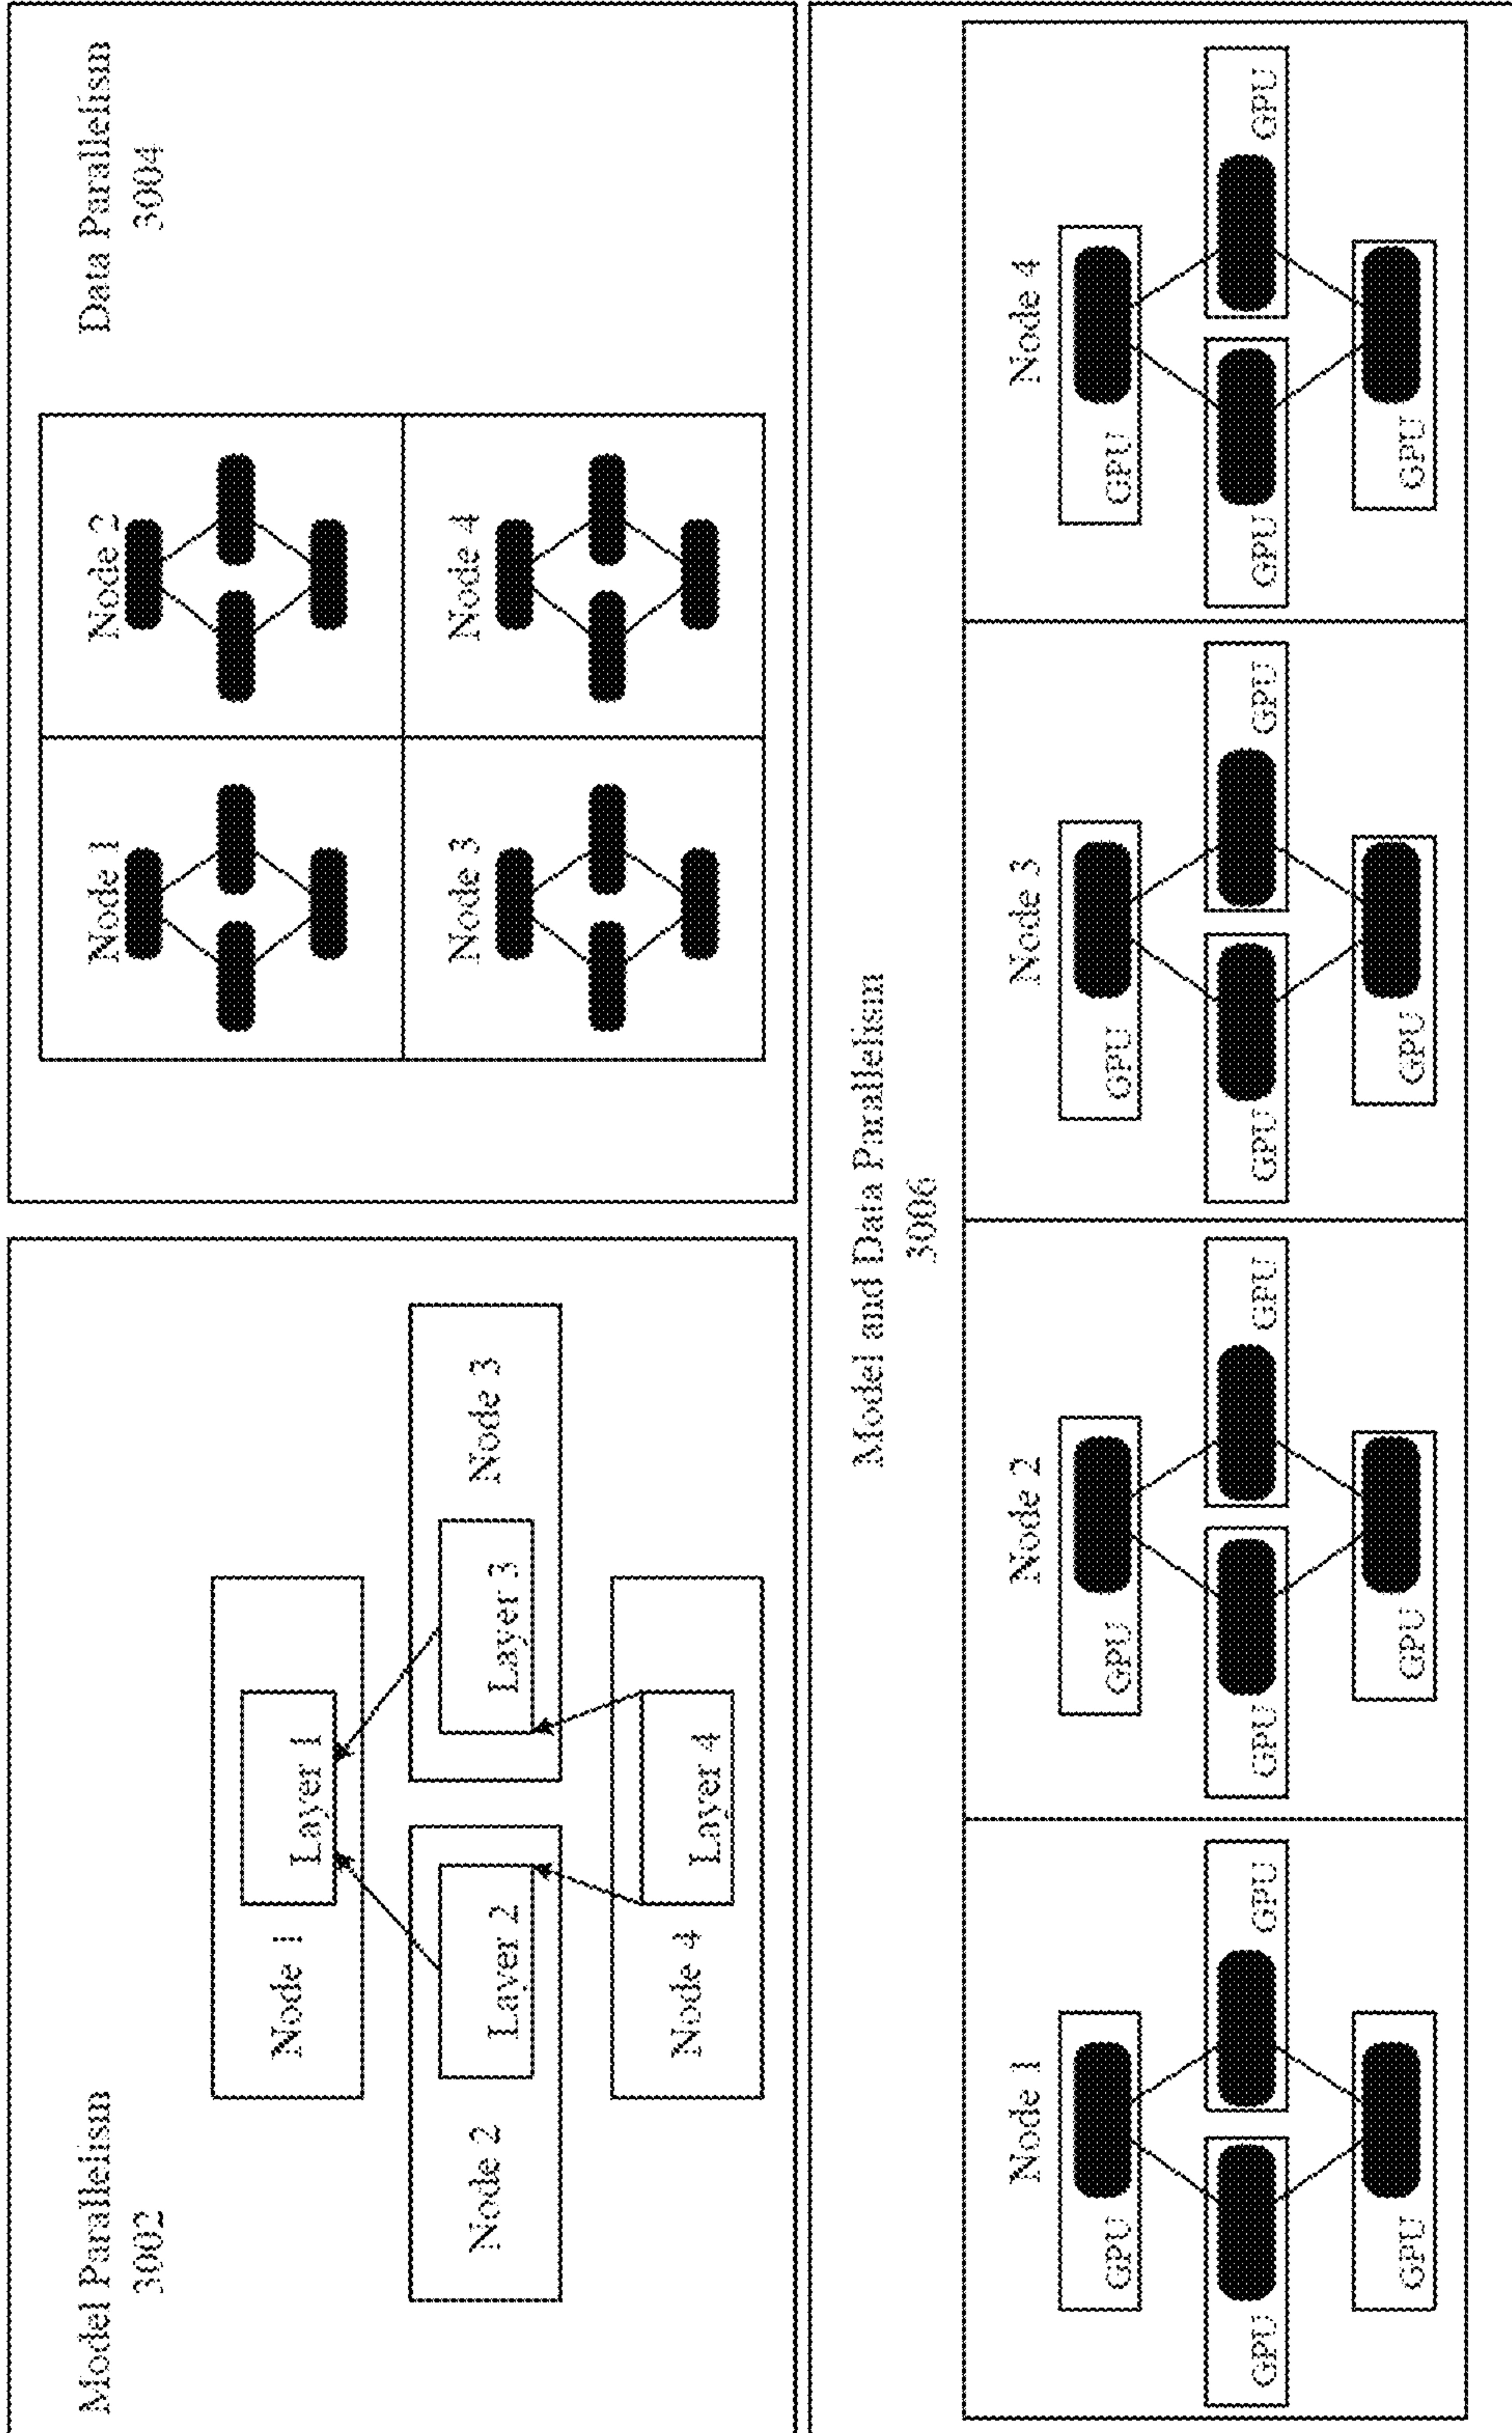 Model Parallelism
3002
Node 1
Layer 1
Node 2
Layer 2
Layer 3
Node 3
Node 4
Layer 4
Data Parallelism
3004
Node 1
Node 2
Node 3
Node 4
Model and Data Parallelism
3006
Node 1
GPU
GPU
GPU
GPU
Node 2
GPU
GPU
GPU
GPU
Node 3
GPU
GPU
GPU
GPU
Node 4
GPU
GPU
GPU
GPU